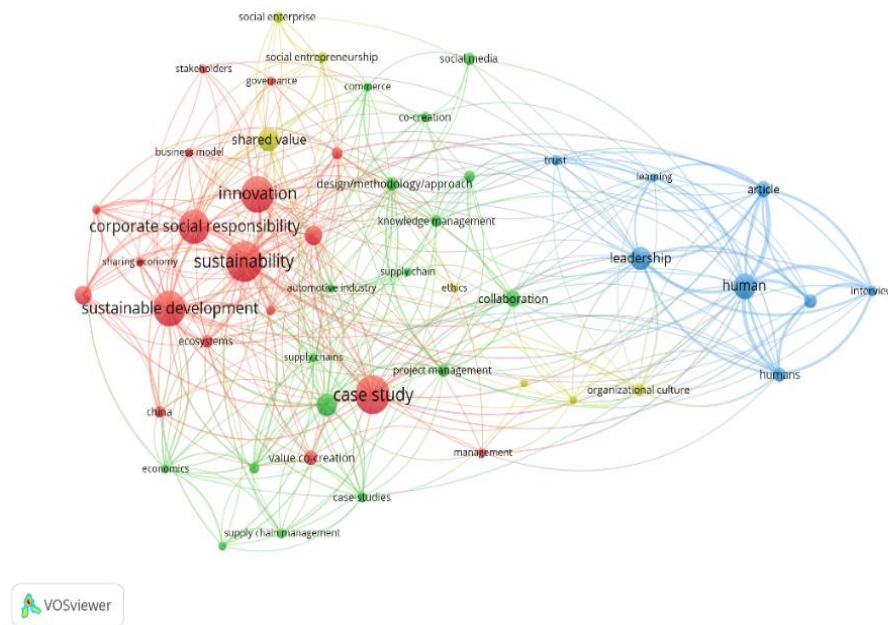 social enterprise
social entrepreneurship
social media
stakeholders
governance
commerce
co-creation
shared value
business model
trust
learning
article
innovation
design/methodology/approach
corporate social responsibility
knowledge management
sharing economy
sustainability
supply chain
leadership
automotive industry
ethics
collaboration
human
interview
sustainable development
ecosystems
supply chains
project management
humans
case study
organizational culture
china
value co-creation
management
economics
case-studies
supply chain management
VOSviewer